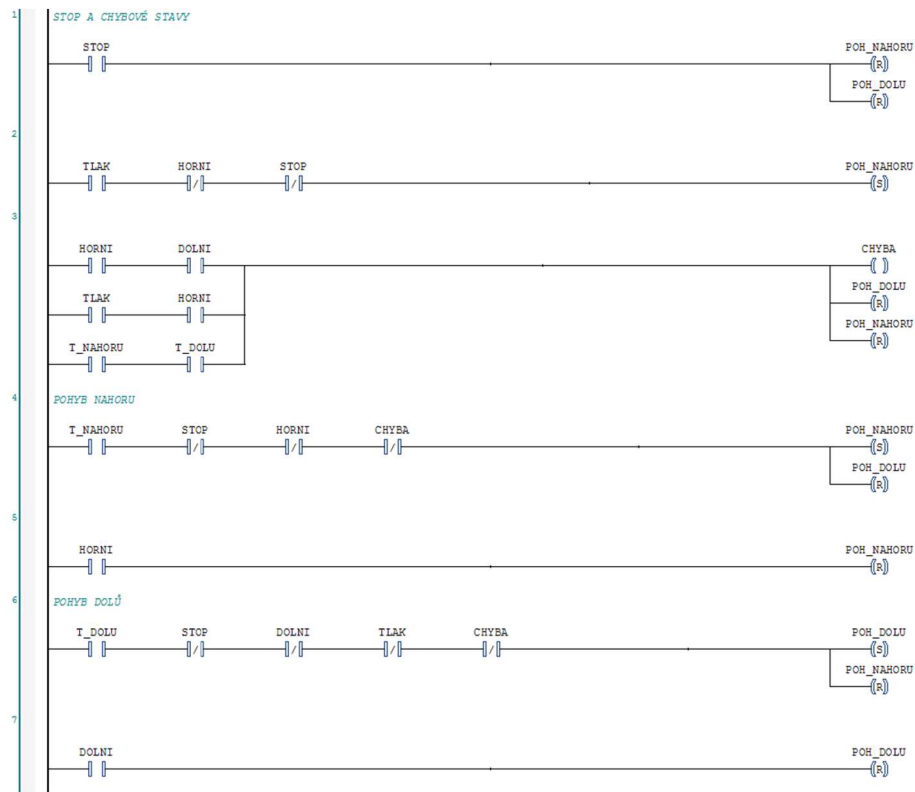 1 STOP A CHYBOVÉ STAVY
STOP POH_NAHORU
(R)
POH_DOLU
(R)
2
TLAK HORNI STOP POH_NAHORU
/ / (S)
3
HORNI DOLNI CHYBA
( )
POH_DOLU
TLAK HORNI (R)
POH_NAHORU
T_NAHORU T_DOLU (R)
4 POHYB NAHORU
T_NAHORU STOP HORNI CHYBA POH_NAHORU
/ / / (S)
POH_DOLU
(R)
5
HORNI POH_NAHORU
(R)
6 POHYB DOLŮ
T_DOLU STOP DOLNI TLAK CHYBA POH_DOLU
/ / / / (S)
POH_NAHORU
(R)
7
DOLNI POH_DOLU
(R)